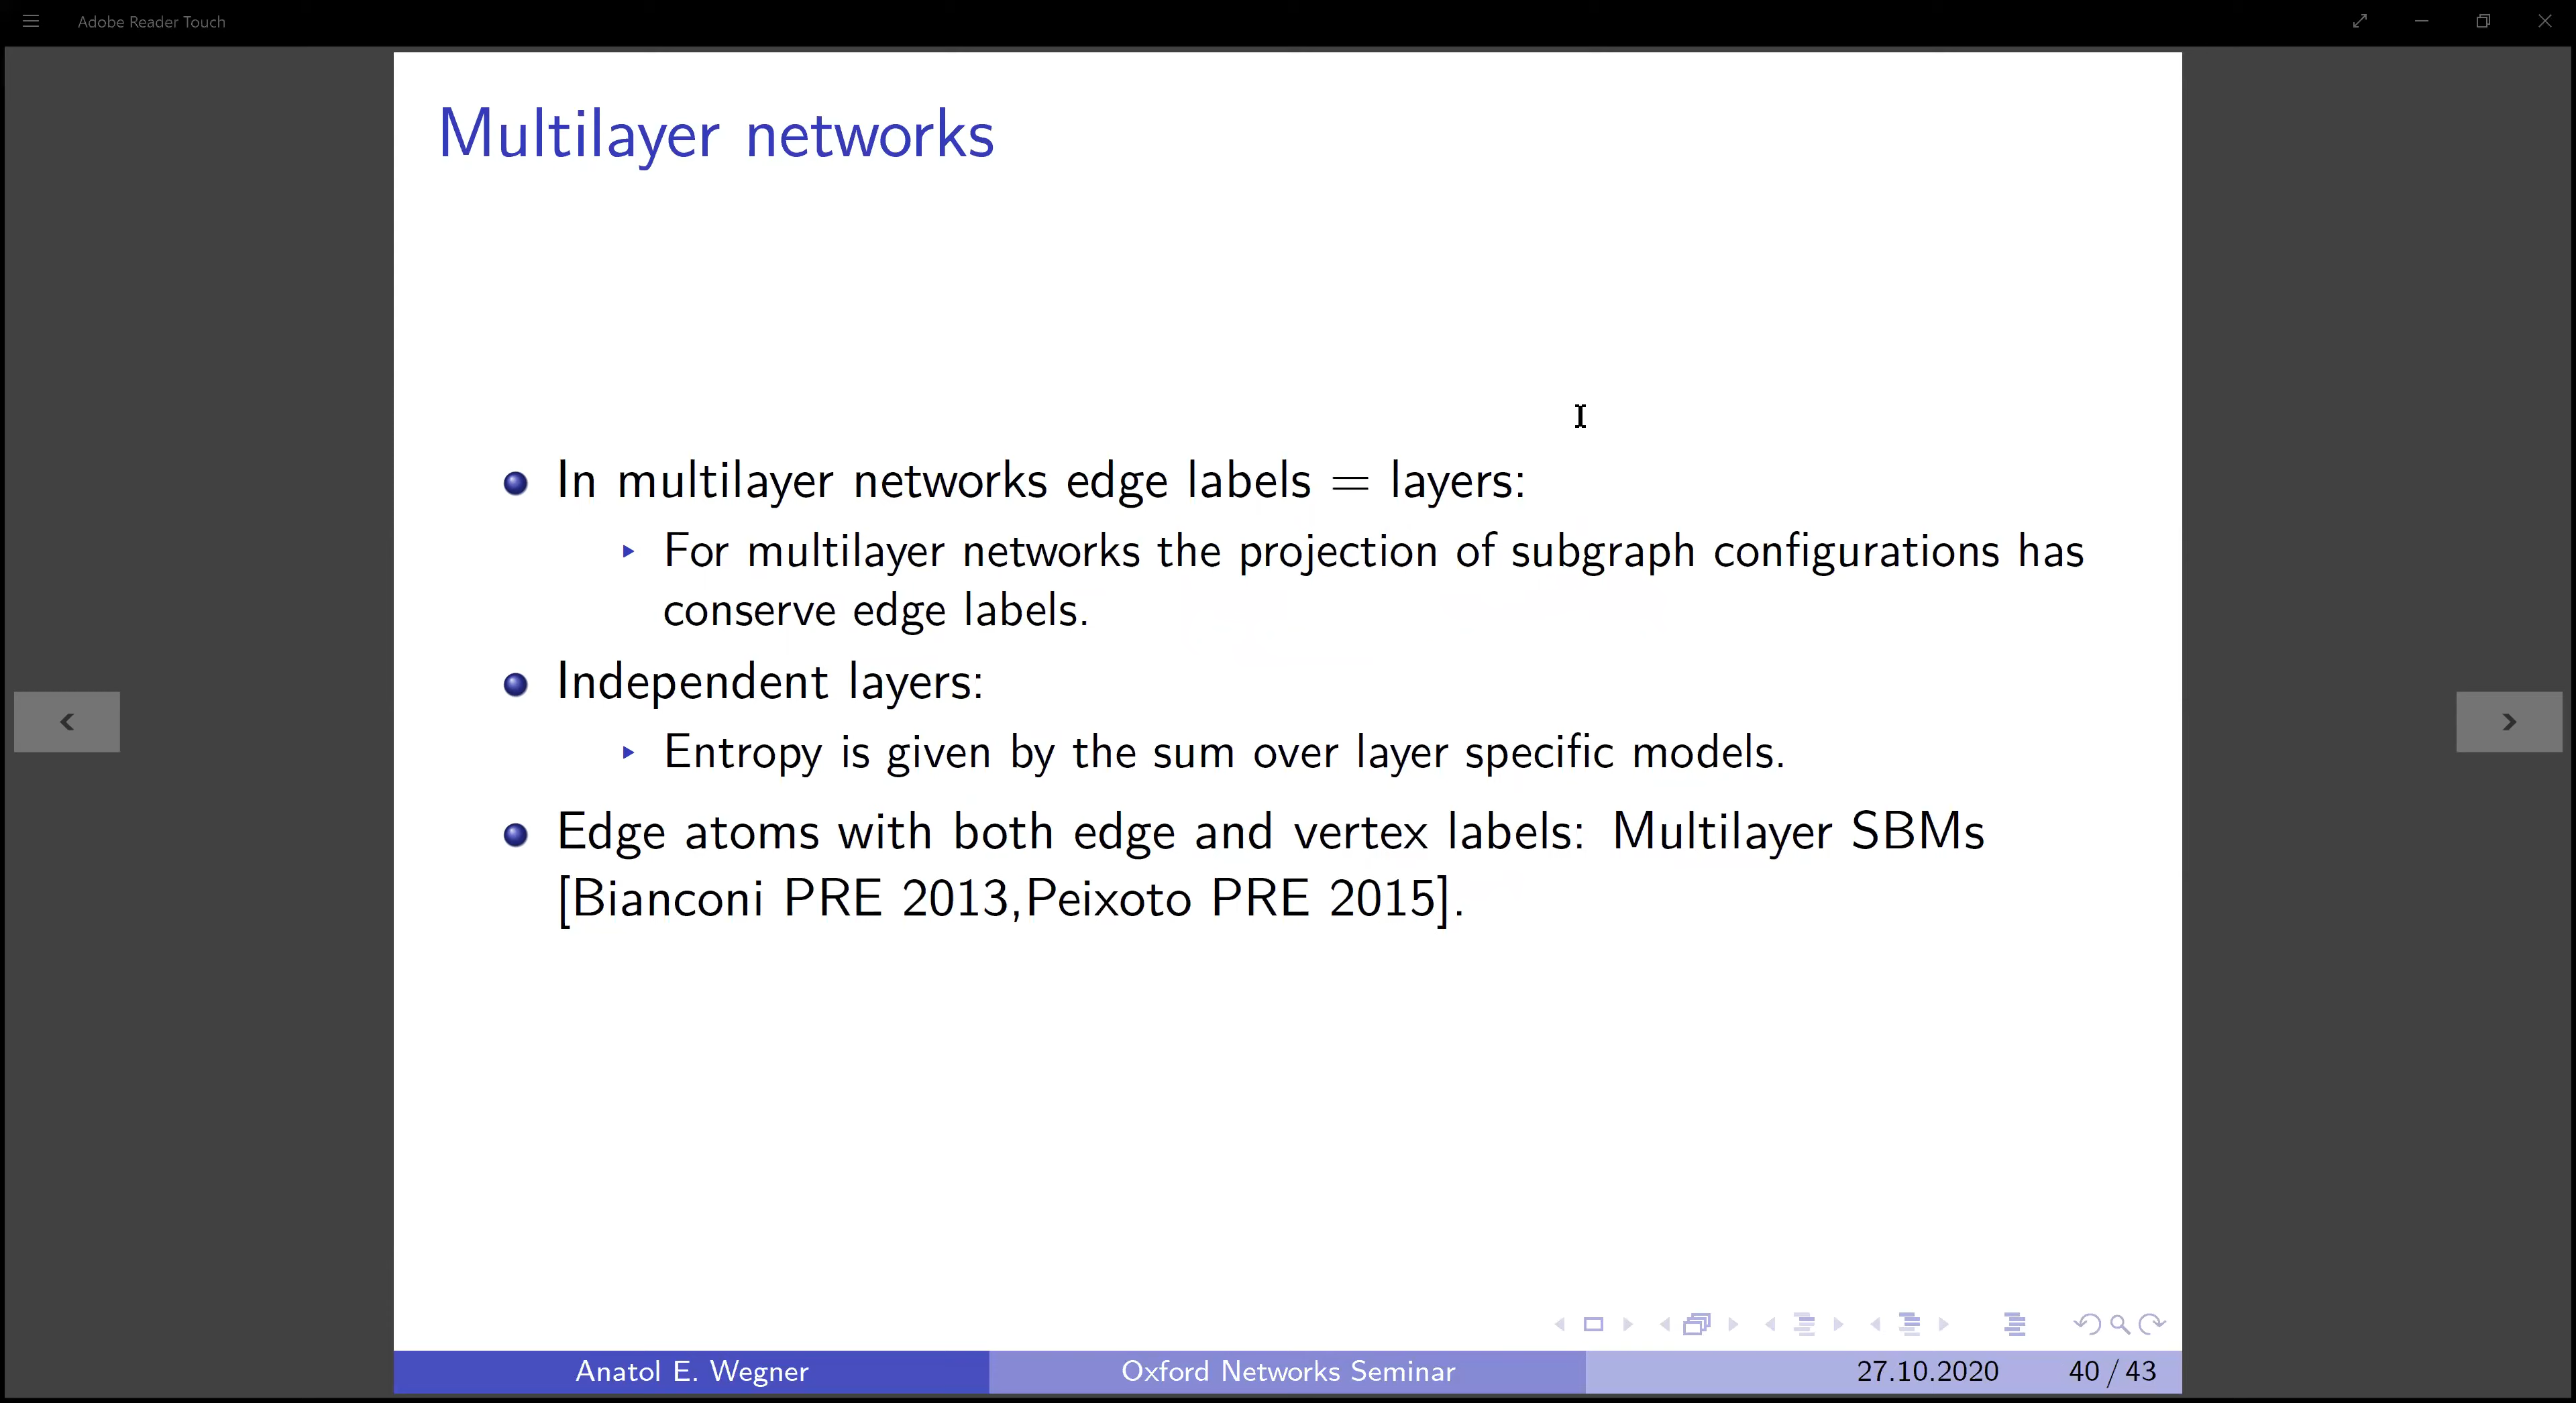 Adobe Reader Touch
Multilayer networks
In multilayer networks edge labels = layers:
For multilayer networks the projection of subgraph configurations has
conserve edge labels.
Independent layers:
Entropy is given by the sum over layer specific models.
Edge atoms with both edge and vertex labels: Multilayer SBMs
[Bianconi PRE 2013,Peixoto PRE 2015].
Anatol E. Wegner Oxford Networks Seminar 27.10.2020 40 / 43